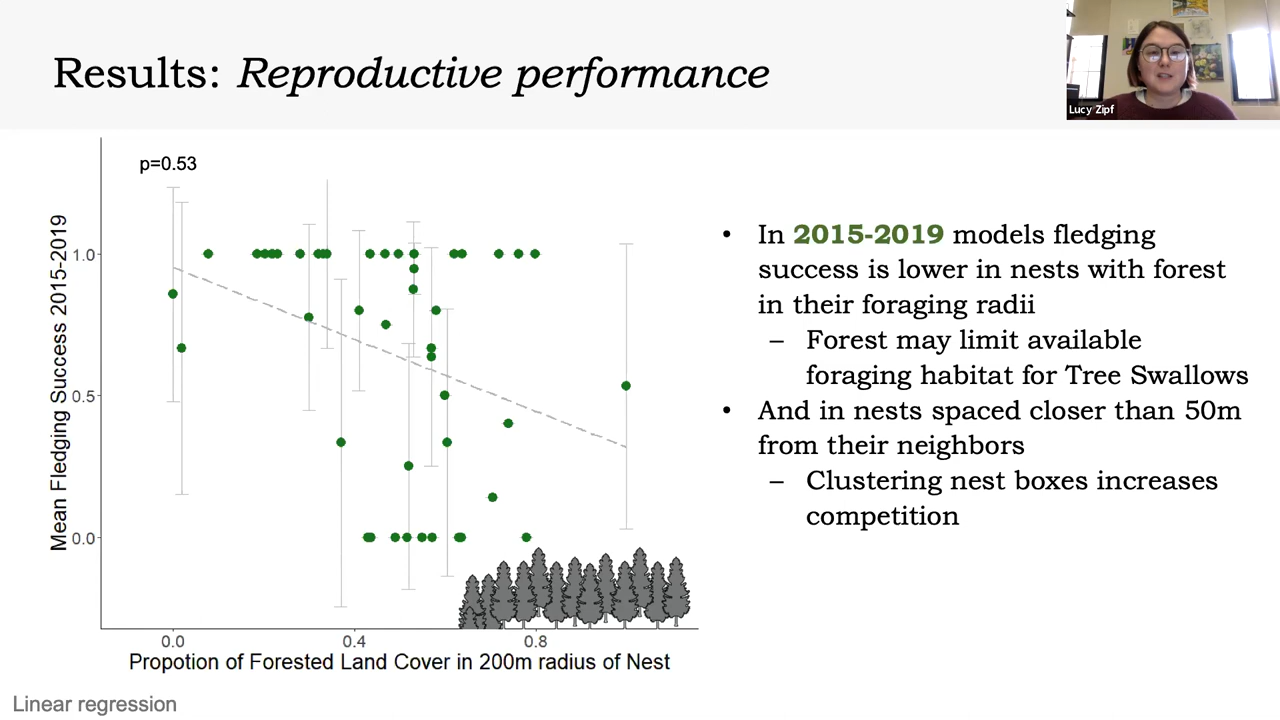 Results: Reproductive performance
Lucy Zipf
p=0.53
Mean Fledging Success 2015-2019
1.0
0.5
0.0
0.0 0.4 0.8
Propotion of Forested Land Cover in 200m radius of Nest
• In 2015-2019 models fledging
success is lower in nests with forest
in their foraging radii
– Forest may limit available
foraging habitat for Tree Swallows
• And in nests spaced closer than 50m
from their neighbors
– Clustering nest boxes increases
competition
Linear regression